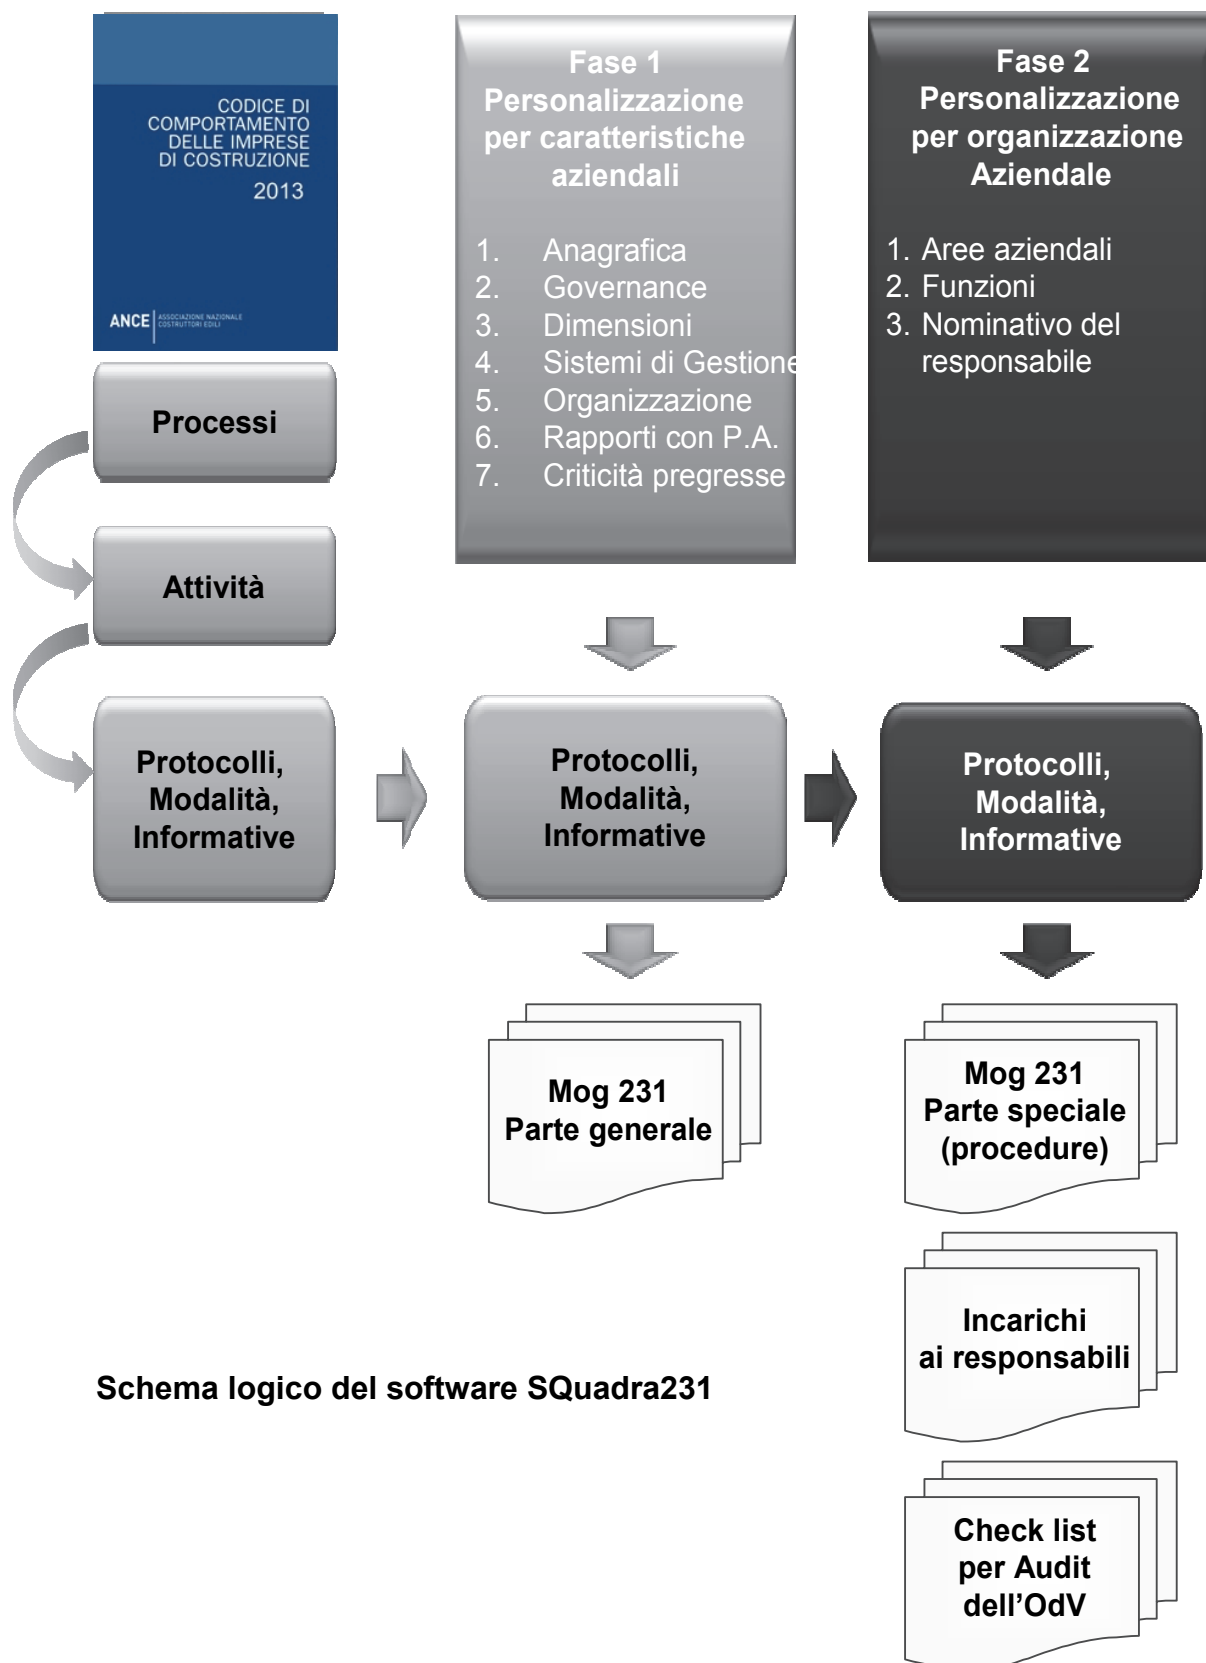 CODICE DI
COMPORTAMENTO
DELLE IMPRESE
DI COSTRUZIONE
2013
ANCE
ASSOCIAZIONE NAZIONALE
COSTRUTTORI EDILI
Processi
Attività
Protocolli,
Modalità,
Informative
Fase 1
Personalizzazione
per caratteristiche
aziendali
1. Anagrafica
2. Governance
3. Dimensioni
4. Sistemi di Gestione
5. Organizzazione
6. Rapporti con P.A.
7. Criticità pregresse
Protocolli,
Modalità,
Informative
Mog 231
Parte generale
Fase 2
Personalizzazione
per organizzazione
Aziendale
1. Aree aziendali
2. Funzioni
3. Nominativo del
responsabile
Protocolli,
Modalità,
Informative
Mog 231
Parte speciale
(procedure)
Incarichi
ai responsabili
Check list
per Audit
dell’OdV
Schema logico del software SQuadra231